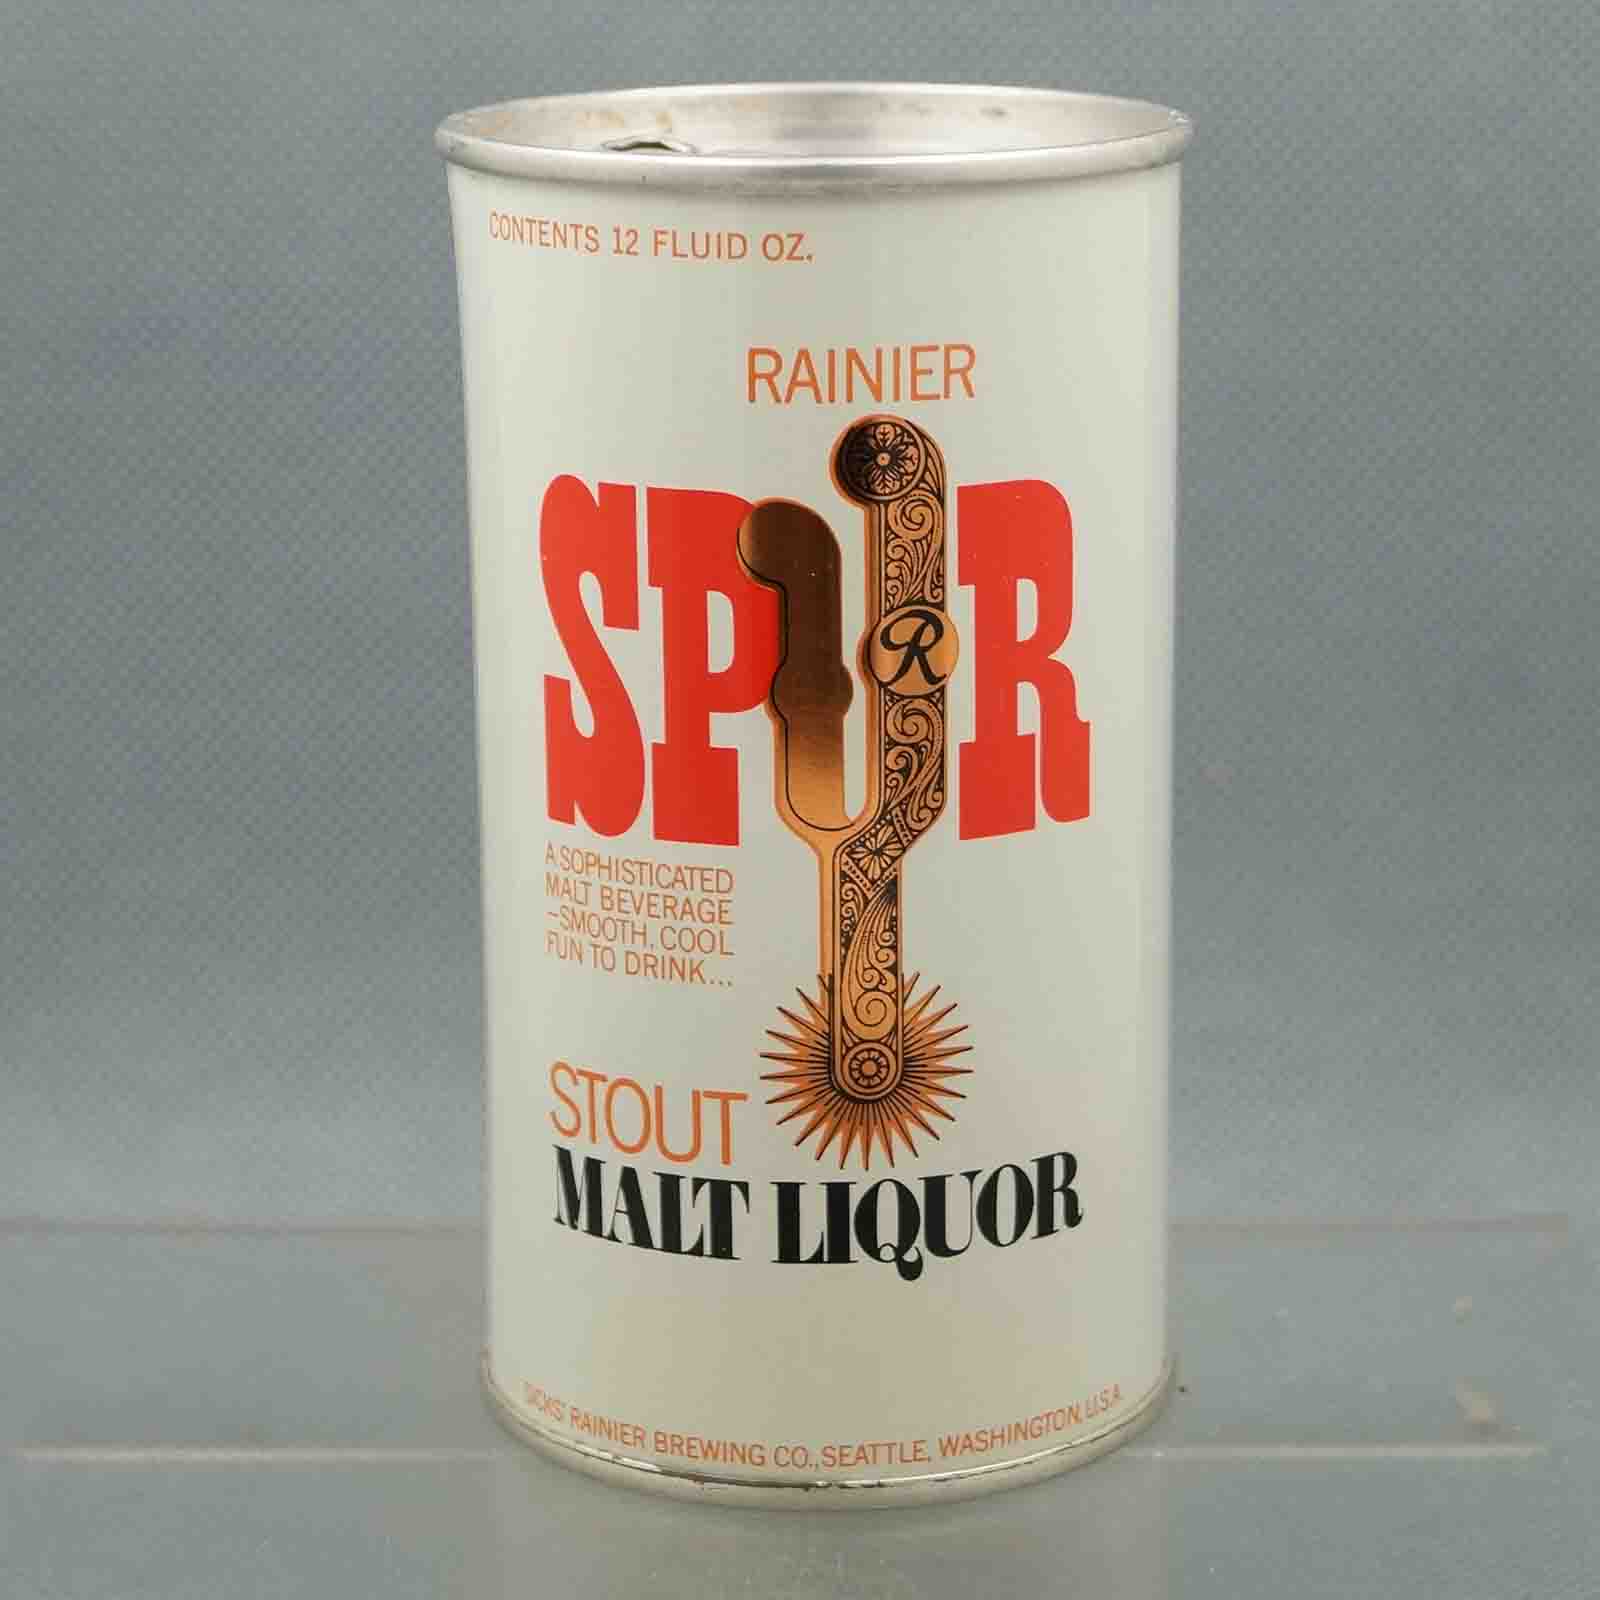 CONTENTS 12 FLUID OZ.
RAINIER
SPUR
R
A SOPHISTICATED
MALT BEVERAGE
–SMOOTH, COOL
FUN TO DRINK...
STOUT
MALT LIQUOR
SICKS' RAINIER BREWING CO., SEATTLE, WASHINGTON, U.S.A.